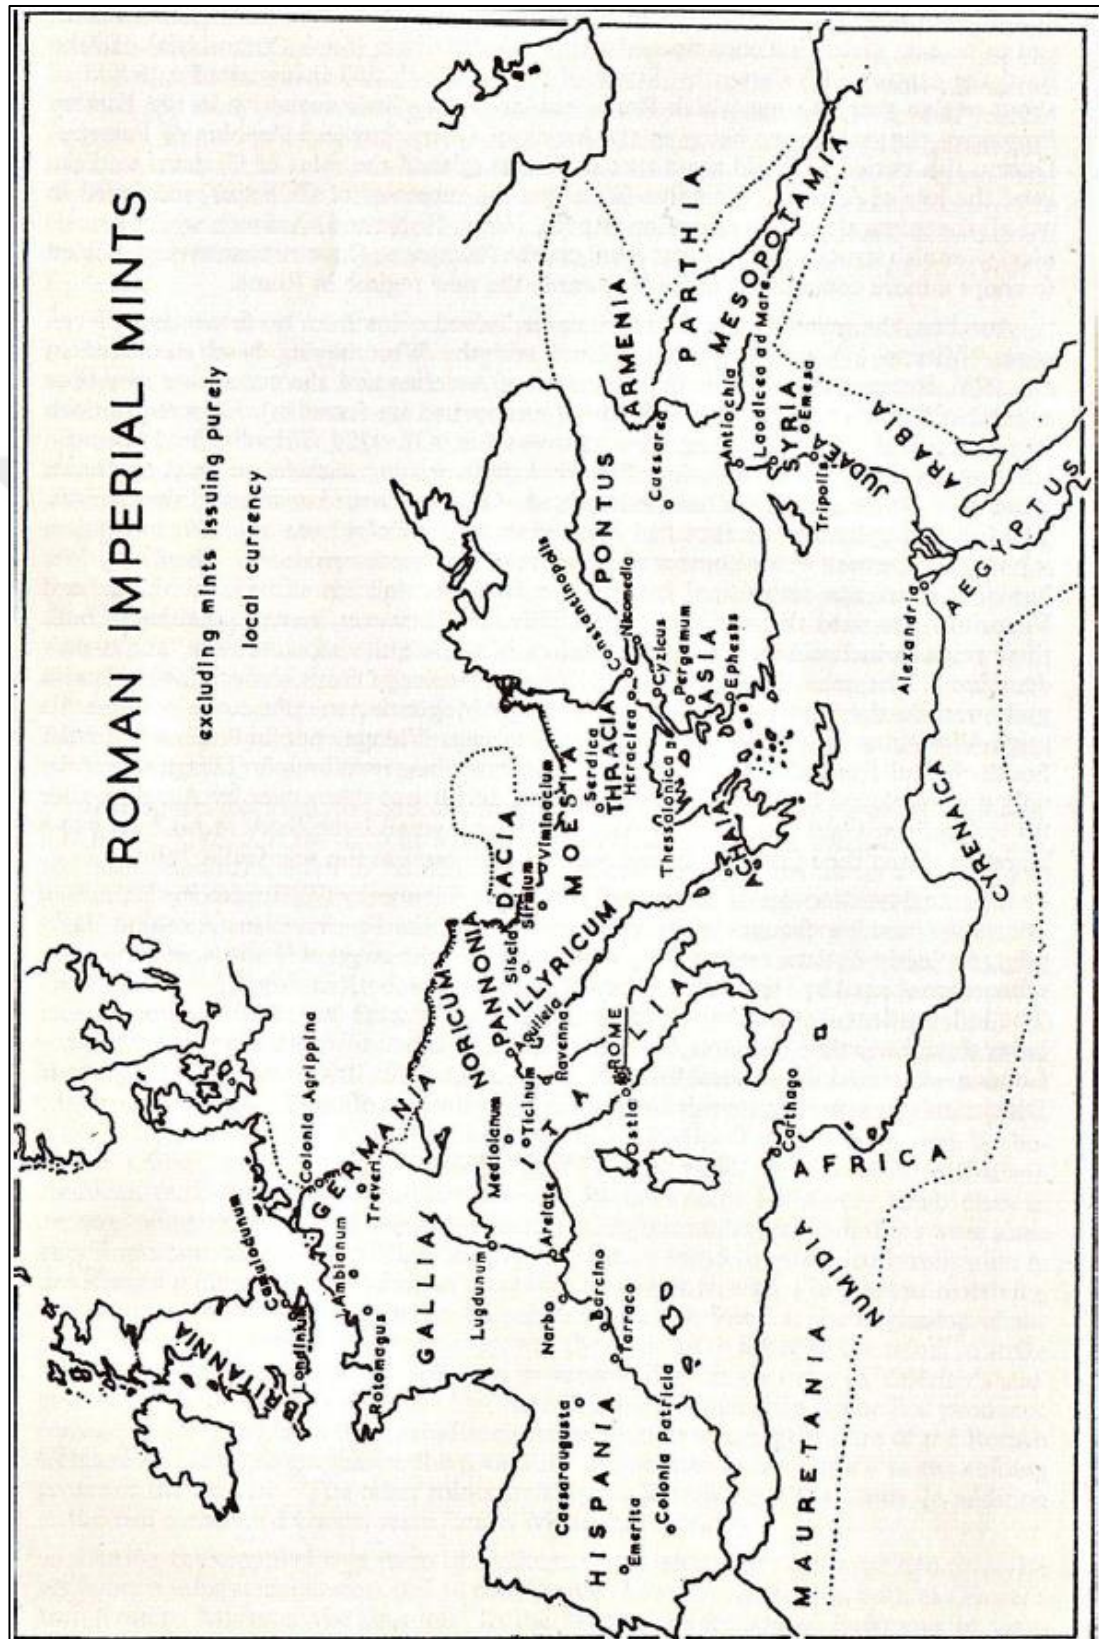 ROMAN IMPERIAL MINTS
excluding mints issuing purely
local currency
BRITANNIA
Camulodunum
Londinium
Colonia Agrippina
GERMANIA
Ambianum
Treveri
Rotomagus
GALLIA
Lugdunum
Mediolanum
Ticinum
Aquileia
Arelate
Ravenna
Narbo
Barcino
Tarraco
Caesaraugusta
HISPANIA
Emerita
Colonia Patricia
ITALIA
ROME
Ostia
NORICUM
PANNONIA
Siscia
Sirmium
ILLYRICUM
DACIA
Viminacium
MOESIA
Serdica
THRACIA
Heraclea
Constantinopolis
Thessalonica
ACHAIA
Nicomedia
Cyzicus
Pergamum
ASIA
Ephesus
PONTUS
Caesarea
ARMENIA
PARTHIA
MESOPOTAMIA
Antiochia
Laodicea ad Mare
SYRIA
Emesa
Tripolis
JUDAEA
ARABIA
AEGYPTUS
Alexandria
CYRENAICA
Carthago
AFRICA
NUMIDIA
MAURETANIA